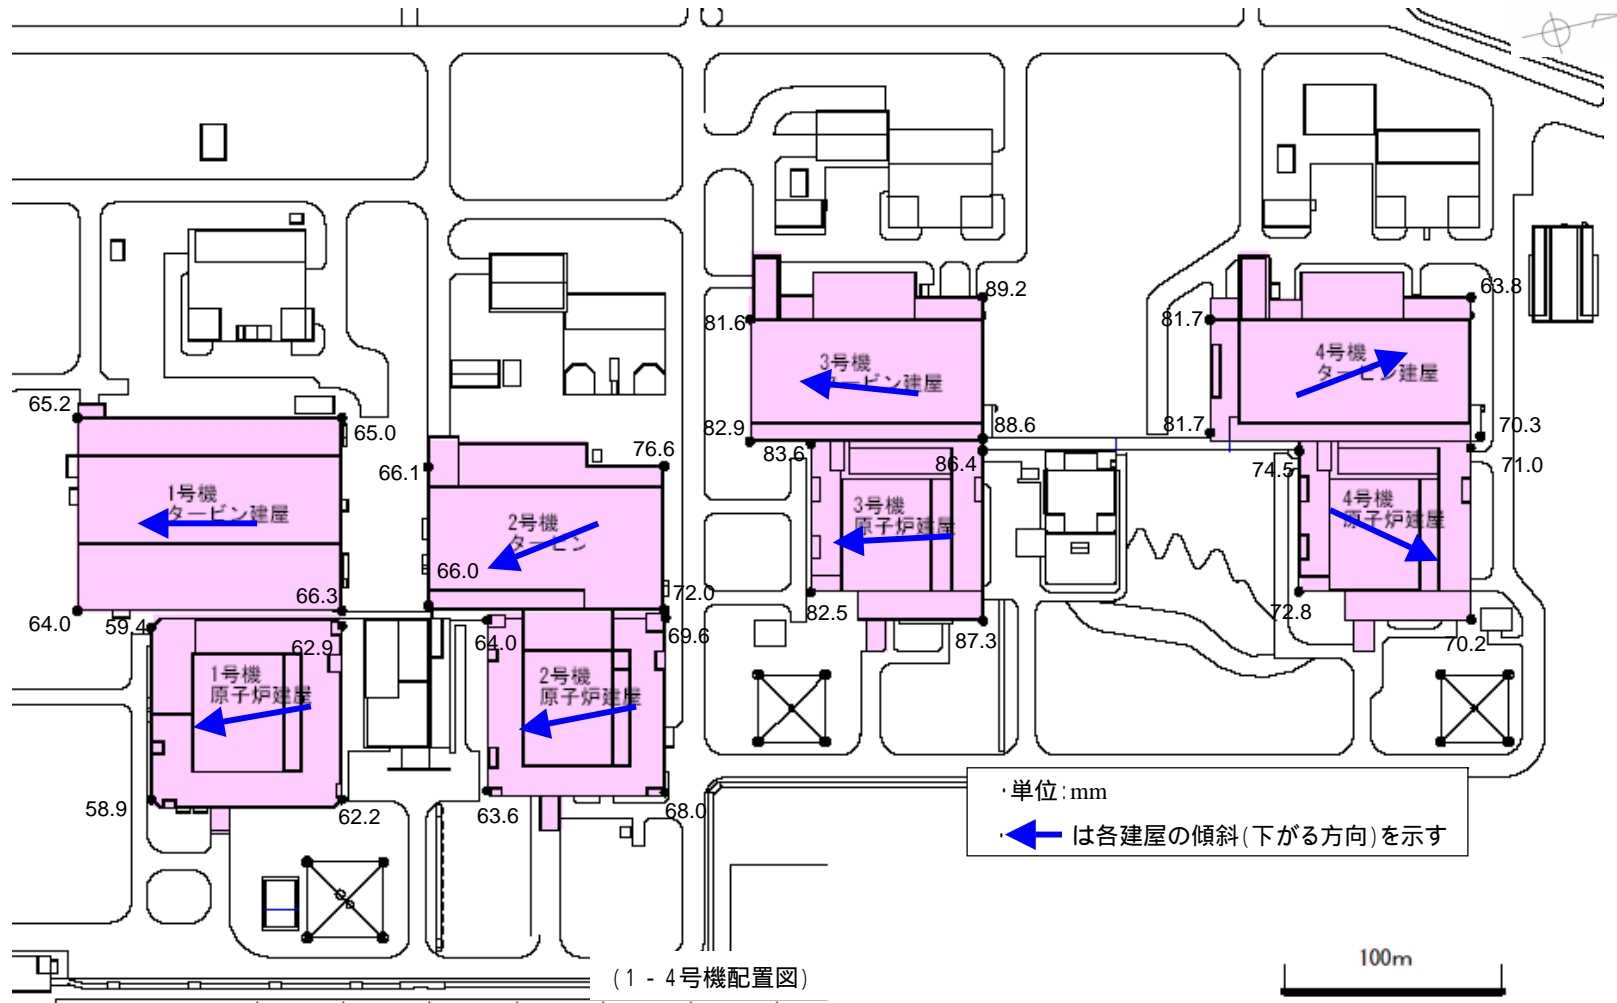 89.2
63.8
81.6
81.7
3号機
タービン建屋
4号機
タービン建屋
65.2
65.0
82.9
88.6
81.7
70.3
83.6
86.4
74.5
71.0
66.1
76.6
1号機
タービン建屋
2号機
タービン
3号機
原子炉建屋
4号機
原子炉建屋
66.0
72.0
66.3
64.0
59.4
62.9
64.0
69.6
82.5
87.3
72.8
70.2
1号機
原子炉建屋
2号機
原子炉建屋
58.9
62.2
63.6
68.0
・単位:mm
・は各建屋の傾斜(下がる方向)を示す
(1-4号機配置図)
100m